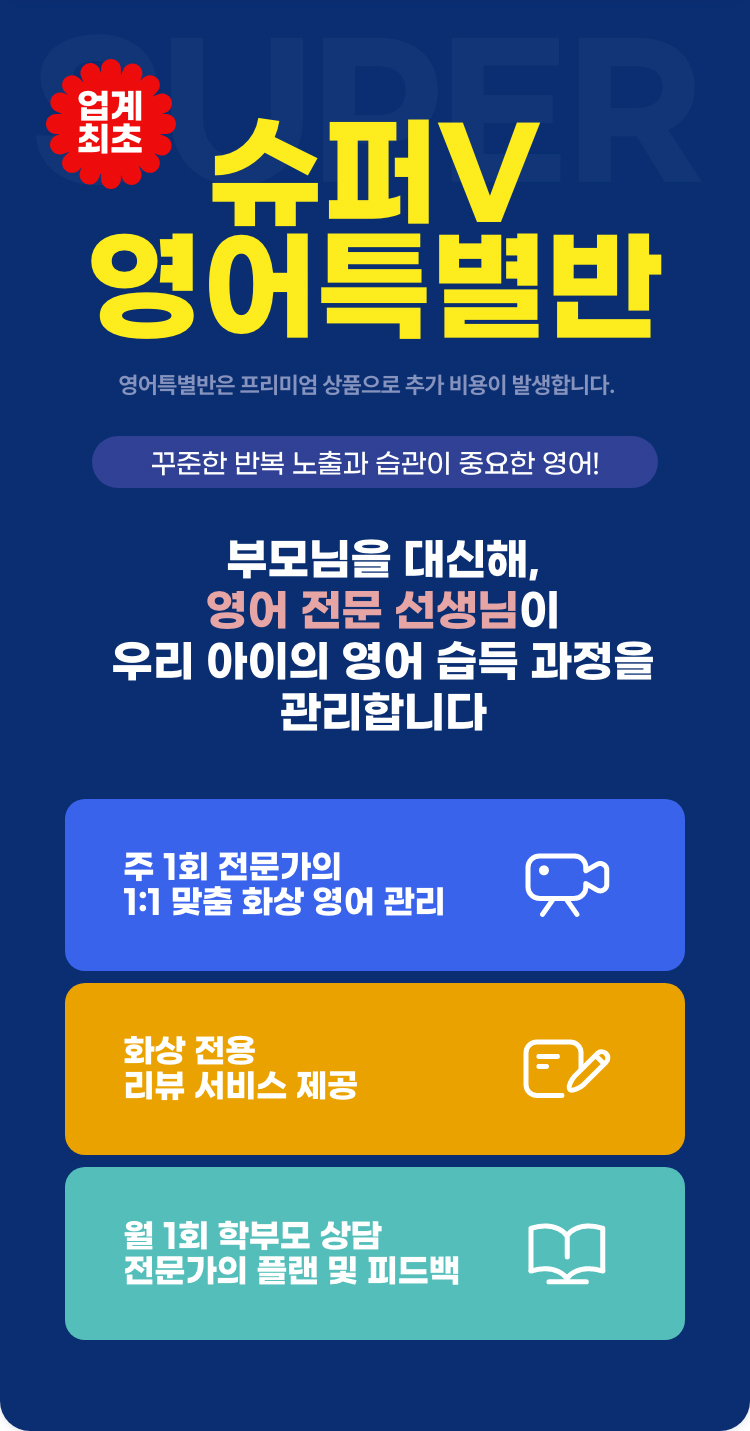 SUPER
업계
최초
슈퍼V
영어특별반
영어특별반은 프리미엄 상품으로 추가 비용이 발생합니다.
꾸준한 반복 노출과 습관이 중요한 영어!
부모님을 대신해,
영어 전문 선생님이
우리 아이의 영어 습득 과정을
관리합니다
주 1회 전문가의
1:1 맞춤 화상 영어 관리
화상 전용
리뷰 서비스 제공
월 1회 학부모 상담
전문가의 플랜 및 피드백